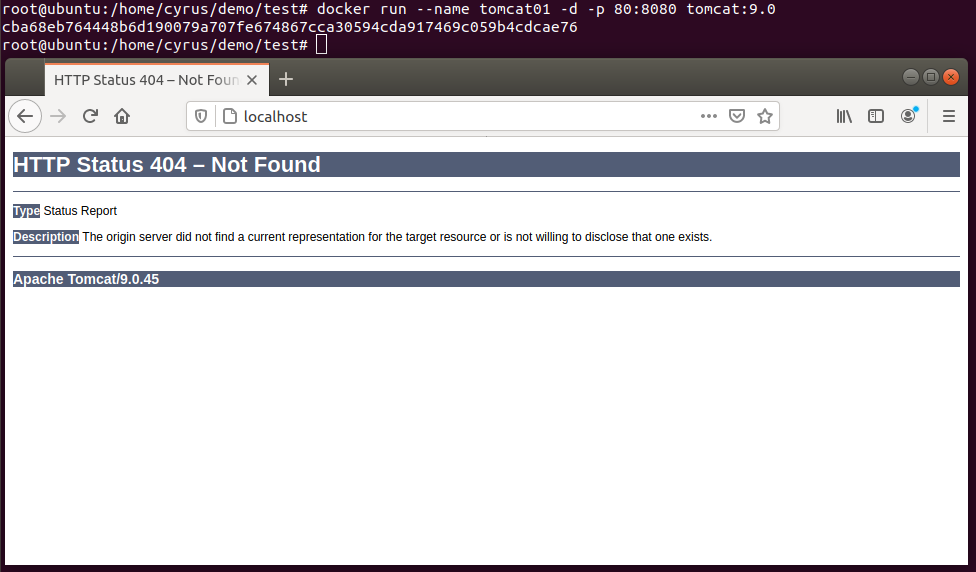 root@ubuntu:/home/cyrus/demo/test# docker run --name tomcat01 -d -p 80:8080 tomcat:9.0
cba68eb764448b6d190079a707fe674867cca30594cda917469c059b4cdcae76
root@ubuntu:/home/cyrus/demo/test#
HTTP Status 404 – Not Foun
localhost
HTTP Status 404 – Not Found
Type Status Report
Description The origin server did not find a current representation for the target resource or is not willing to disclose that one exists.
Apache Tomcat/9.0.45